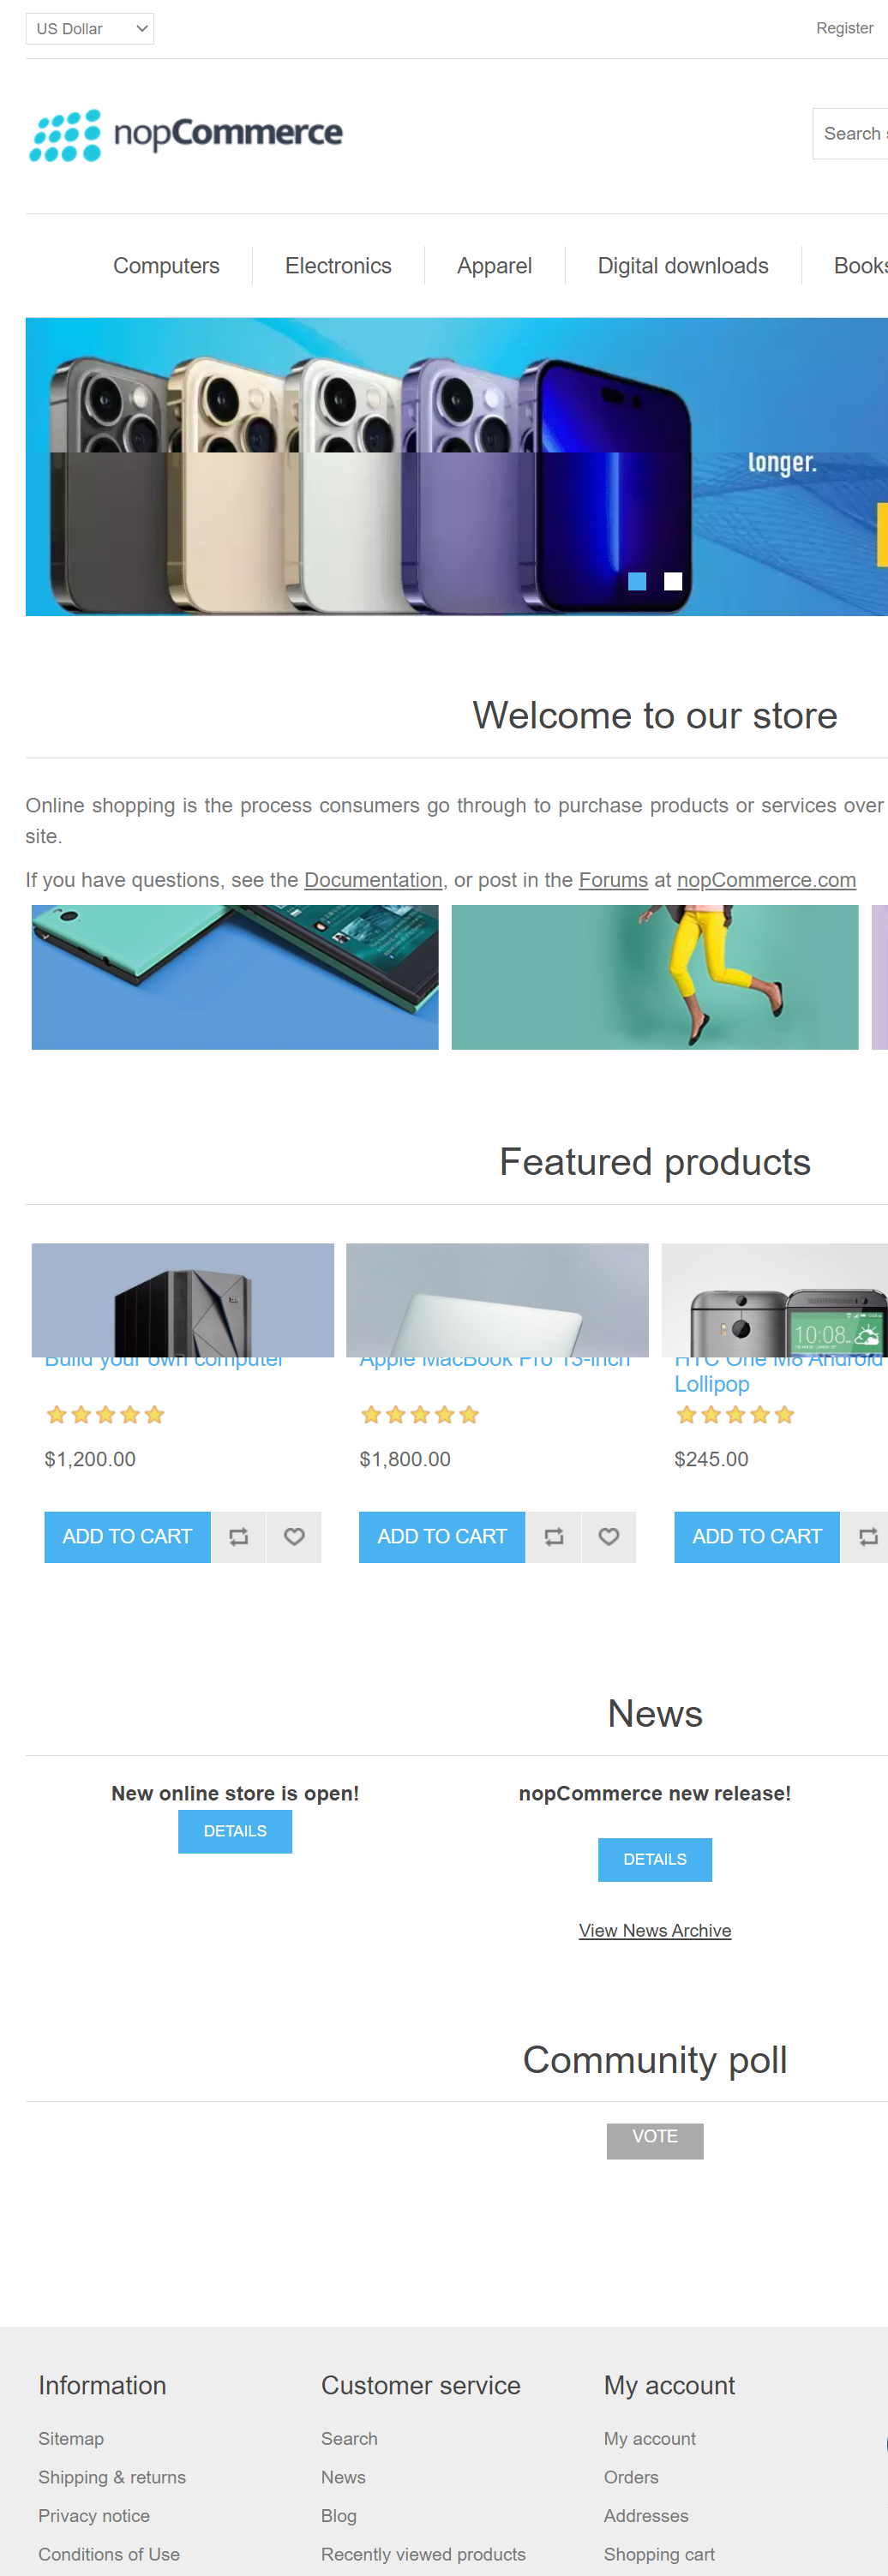 US Dollar
Register
nopCommerce
Search
Computers
Electronics
Apparel
Digital downloads
Books
longer.
Welcome to our store
Online shopping is the process consumers go through to purchase products or services over
site.
If you have questions, see the Documentation, or post in the Forums at nopCommerce.com
Featured products
Build your own computer
Apple MacBook Pro 13-inch
HTC One M8 Android
Lollipop
10:08
$1,200.00
$1,800.00
$245.00
ADD TO CART
ADD TO CART
ADD TO CART
News
New online store is open!
nopCommerce new release!
DETAILS
DETAILS
View News Archive
Community poll
VOTE
Information
Customer service
My account
Sitemap
Search
My account
Shipping & returns
News
Orders
Privacy notice
Blog
Addresses
Conditions of Use
Recently viewed products
Shopping cart